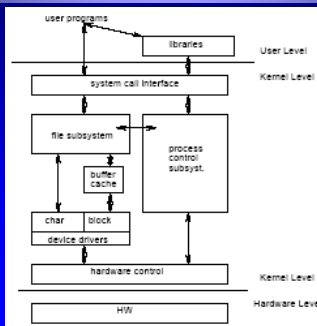 user programs
libraries
User Level
Kernel Level
system call interface
file subsystem
process
control
subsyst.
buffer
cache
char block
device drivers
hardware control
Kernel Level
Hardware Level
HW